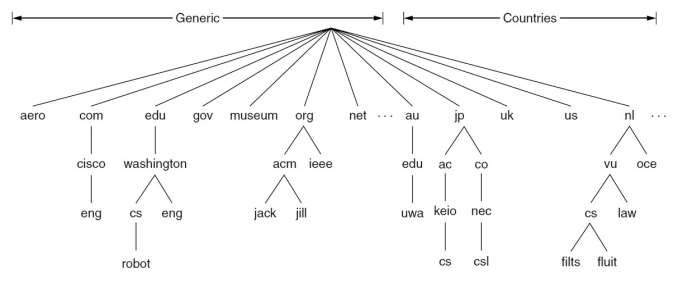 Generic Countries
aero com edu gov museum org net ··· au jp uk us nl ···
cisco washington acm ieee edu ac co vu oce
eng cs eng jack jill uwa keio nec cs law
robot cs csl filts fluit